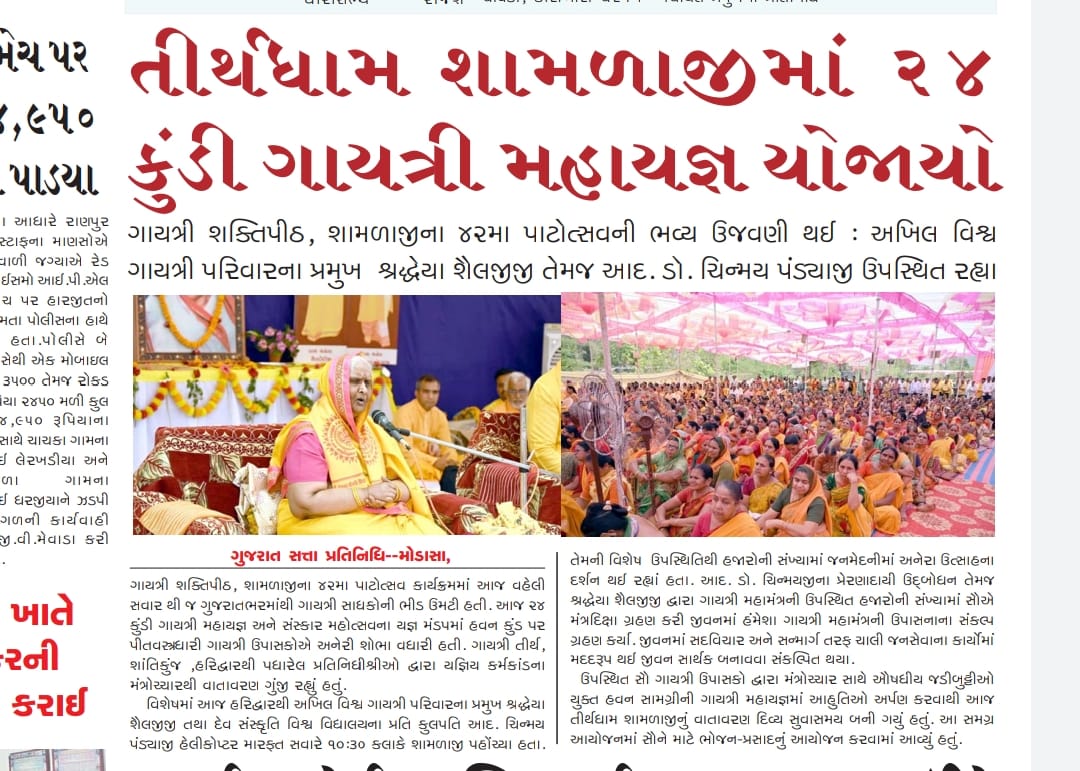 મેચ પર
૪,૯૫૦
પાડયા
આધારે રાણપુર
સ્ટાફના માણસોએ
વાળી જગ્યાએ રેડ
ઈસમો આઈ.પી.એલ
ચ પર હારજીતનો
મતા પોલીસના હાથે
હતા.પોલીસે બે
સેથી એક મોબાઇલ
રૂ૫૦૦ તેમજ રોકડ
૨૪૫૦ મળી કુલ
૪,૯૫૦ રૂપિયાના
સાથે ચાચકા ગામના
ઈ લેરખડીયા અને
ળા ગામના
ઈ ધરજીયાને ઝડપી
ગળની કાર્યવાહી
જી.વી.મેવાડા કરી
ખાતે
કરાઈ
તીર્થધામ શામળાજીમાં ૨૪
કુંડી ગાયત્રી મહાયજ્ઞ યોજાયો
ગાયત્રી શક્તિપીઠ, શામળાજીના ૪૨મા પાટોત્સવની ભવ્ય ઉજવણી થઈ : અખિલ વિશ્વ
ગાયત્રી પરિવારના પ્રમુખ શ્રદ્ધેયા શૈલજીજી તેમજ આદ. ડો. ચિન્મય પંડ્યાજી ઉપસ્થિત રહ્યા
ગુજરાત સત્તા પ્રતિનિધિ--મોડાસા,
ગાયત્રી શક્તિપીઠ, શામળાજીના ૪૨મા પાટોત્સવ કાર્યક્રમમાં આજ વહેલી
સવાર થી જ ગુજરાતભરમાંથી ગાયત્રી સાધકોની ભીડ ઉમટી હતી. આજ ૨૪
કુંડી ગાયત્રી મહાયજ્ઞ અને સંસ્કાર મહોત્સવના યજ્ઞ મંડપમાં હવન કુંડ પર
પીતવસ્ત્રધારી ગાયત્રી ઉપાસકોએ અનેરી શોભા વધારી હતી. ગાયત્રી તીર્થ,
શાંતિકુંજ ,હરિદ્વારથી પધારેલ પ્રતિનિધીશ્રીઓ દ્વારા યજ્ઞિય કર્મકાંડના
મંત્રોચ્ચારથી વાતાવરણ ગુંજી રહ્યું હતું.
વિશેષમાં આજ હરિદ્વારથી અખિલ વિશ્વ ગાયત્રી પરિવારના પ્રમુખ શ્રદ્ધેયા
શૈલજીજી તથા દેવ સંસ્કૃતિ વિશ્વ વિદ્યાલયના પ્રતિ કુલપતિ આદ. ચિન્મય
પંડ્યાજી હેલીકોપ્ટર મારફત સવારે ૧૦:૩૦ કલાકે શામળાજી પહોંચ્યા હતા.
તેમની વિશેષ ઉપસ્થિતિથી હજારોની સંખ્યામાં જનમેદનીમાં અનેરા ઉત્સાહના
દર્શન થઈ રહ્યાં હતા. આદ. ડો. ચિન્મયજીના પ્રેરણાદાયી ઉદ્બોધન તેમજ
શ્રદ્ધેયા શૈલજીજી દ્વારા ગાયત્રી મહામંત્રની ઉપસ્થિત હજારોની સંખ્યામાં સૌએ
મંત્રદિક્ષા ગ્રહણ કરી જીવનમાં હંમેશા ગાયત્રી મહામંત્રની ઉપાસનાના સંકલ્પ
ગ્રહણ કર્યા. જીવનમાં સદવિચાર અને સન્માર્ગ તરફ ચાલી જનસેવાના કાર્યોમાં
મદદરૂપ થઈ જીવન સાર્થક બનાવવા સંકલ્પિત થયા.
ઉપસ્થિત સૌ ગાયત્રી ઉપાસકો દ્વારા મંત્રોચ્ચાર સાથે ઔષધીય જડીબુટ્ટીઓ
યુક્ત હવન સામગ્રીની ગાયત્રી મહાયજ્ઞમાં આહુતિઓ અર્પણ કરવાથી આજ
તીર્થધામ શામળાજીનું વાતાવરણ દિવ્ય સુવાસમય બની ગયું હતું. આ સમગ્ર
આયોજનમાં સૌને માટે ભોજન-પ્રસાદનું આયોજન કરવામાં આવ્યું હતું.